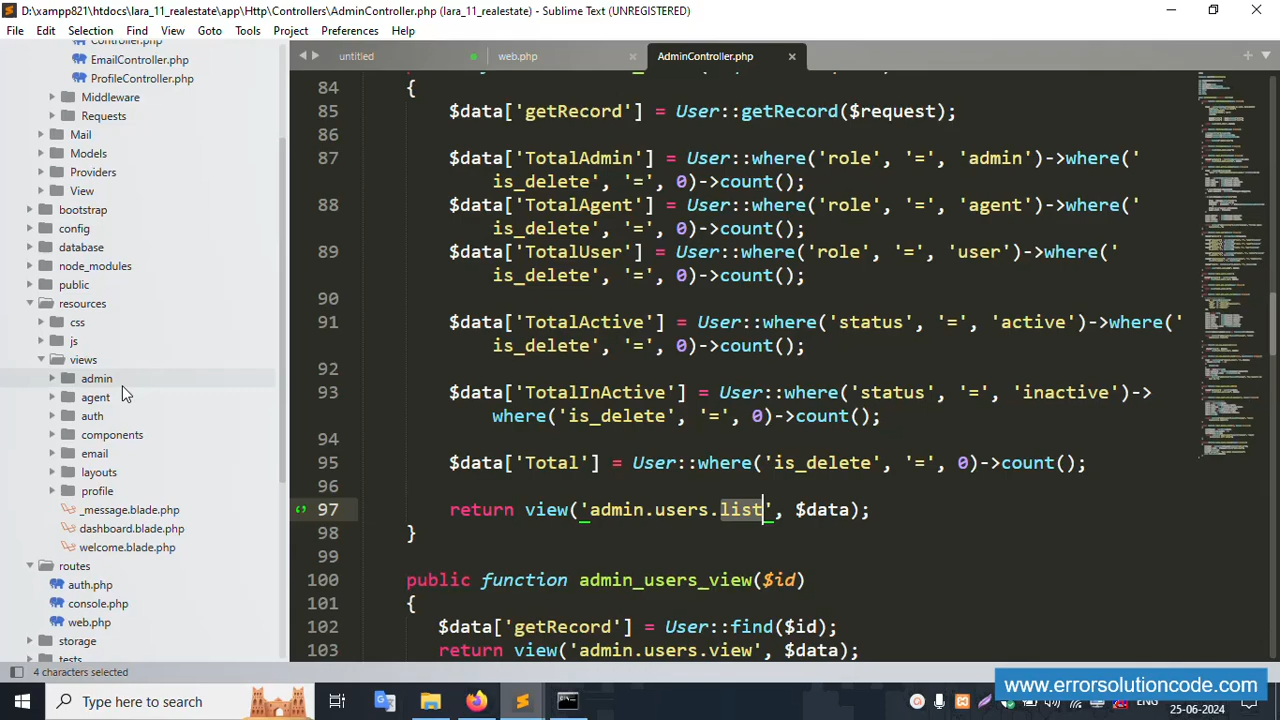 D:\xampp821\htdocs\lara_11_realestate\app\Http\Controllers\AdminController.php (lara_11_realestate) - Sublime Text (UNREGISTERED)
File Edit Selection Find View Goto Tools Project Preferences Help
Controller.php
EmailController.php
ProfileController.php
Middleware
Requests
Mail
Models
Providers
View
bootstrap
config
database
node_modules
public
resources
css
js
views
admin
agent
auth
components
email
layouts
profile
_message.blade.php
dashboard.blade.php
welcome.blade.php
routes
auth.php
console.php
web.php
storage
tests
untitled web.php AdminController.php
84 {
85 $data['getRecord'] = User::getRecord($request);
86
87 $data['TotalAdmin'] = User::where('role', '=', 'admin')->where('
is_delete', '=', 0)->count();
88 $data['TotalAgent'] = User::where('role', '=', 'agent')->where('
is_delete', '=', 0)->count();
89 $data['TotalUser'] = User::where('role', '=', 'user')->where('
is_delete', '=', 0)->count();
90
91 $data['TotalActive'] = User::where('status', '=', 'active')->where('
is_delete', '=', 0)->count();
92
93 $data['TotalInActive'] = User::where('status', '=', 'inactive')->
where('is_delete', '=', 0)->count();
94
95 $data['Total'] = User::where('is_delete', '=', 0)->count();
96
97 return view('admin.users.list', $data);
98 }
99
100 public function admin_users_view($id)
101 {
102 $data['getRecord'] = User::find($id);
103 return view('admin.users.view', $data);
4 characters selected
www.errorsolutioncode.com
Type here to search
ENG
25-06-2024